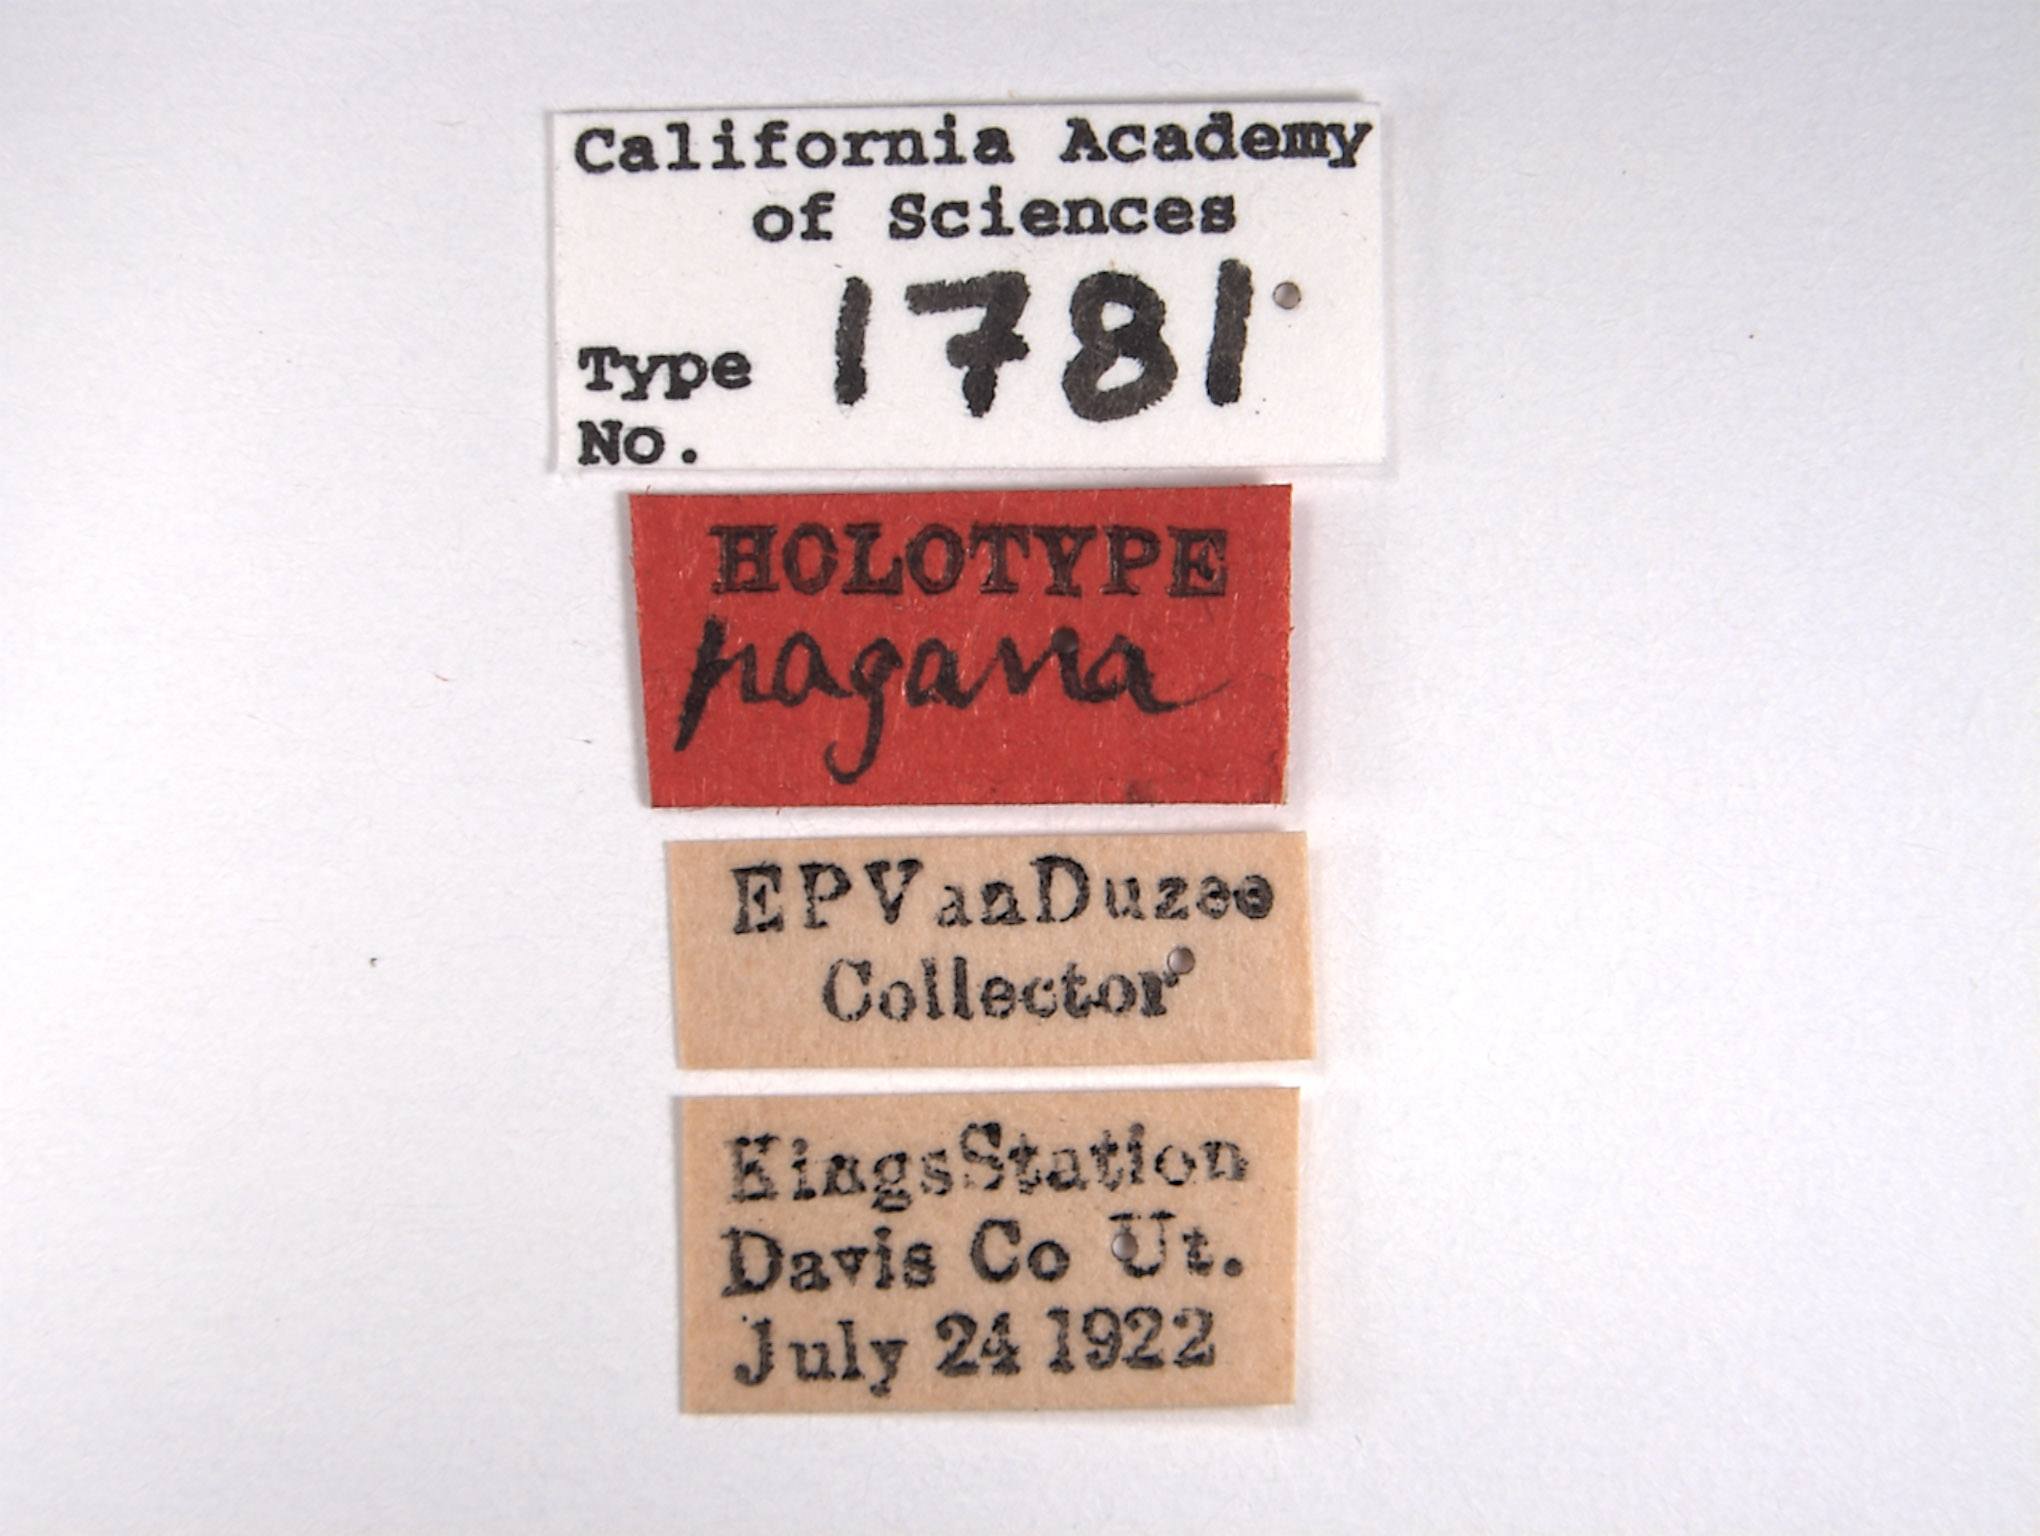 California Academy
of Sciences
Type 1781
No.
HOLOTYPE
pagana
EPVanDuzee
Collector
KingsStation
Davis Co Ut.
July 24 1922